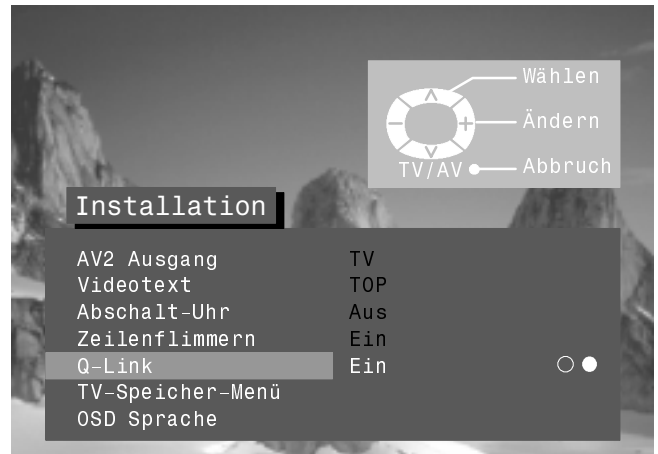 Wählen
Ändern
TV/AV Abbruch
Installation
AV2 Ausgang TV
Videotext TOP
Abschalt-Uhr Aus
Zeilenflimmern Ein
Q-Link Ein
TV-Speicher-Menü
OSD Sprache